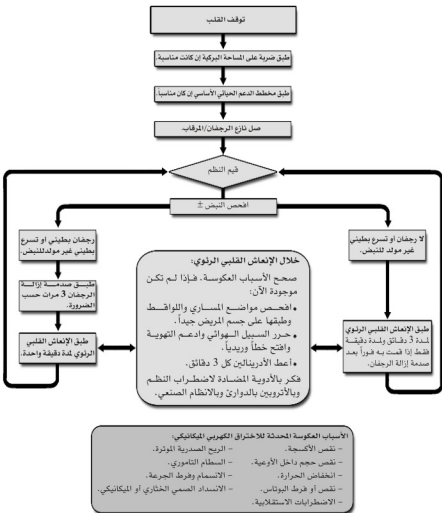 توقف القلب
طبق ضربة على المساحة البركية إن كانت مناسبة.
طبق مخطط الدعم الحياتي الأساسي إن كان مناسباً.
صل نازع الرجفان/المرقاب.
قيم النظم
افحص النبض ±
رجفان بطيني أو تسرع
بطيني غير مولد للنبض.
طبق صدمة إزالة
الرجفان 3 مرات حسب
الضرورة.
طبق الإنعاش القلبي
الرئوي لمدة دقيقة واحدة.
خلال الإنعاش القلبي الرئوي:
صحح الأسباب العكوسة. فإذا لم تكن
موجودة الآن:
• افحص مواضع المساري واللواقط
وطبقها على جسم المريض جيداً.
• حرر السبيل الهوائي وادعم التهوية
وافتح خطاً وريدياً.
• أعط الأدرينالين كل 3 دقائق.
فكر بالأدوية المضادة لاضطراب النظم
وبالأتروبين بالدوارئ وبالانظام الصنعي.
لا رجفان أو تسرع بطيني
غير مولد للنبض.
طبق الإنعاش القلبي الرئوي
لمدة 3 دقائق ولمدة دقيقة
فقط إذا قمت به فوراً بعد
صدمة إزالة الرجفان.
الأسباب العكوسة المحدثة للاختراق الكهربي الميكانيكي:
– نقص الأكسجة.
– نقص حجم داخل الأوعية.
– انخفاض الحرارة.
– نقص أو فرط البوتاس.
– الاضطرابات الاستقلابية.
– الريح الصدرية الموترة.
– السطام التاموري.
– الانسمام وفرط الجرعة.
– الانسداد الصمي الخثاري أو الميكانيكي.